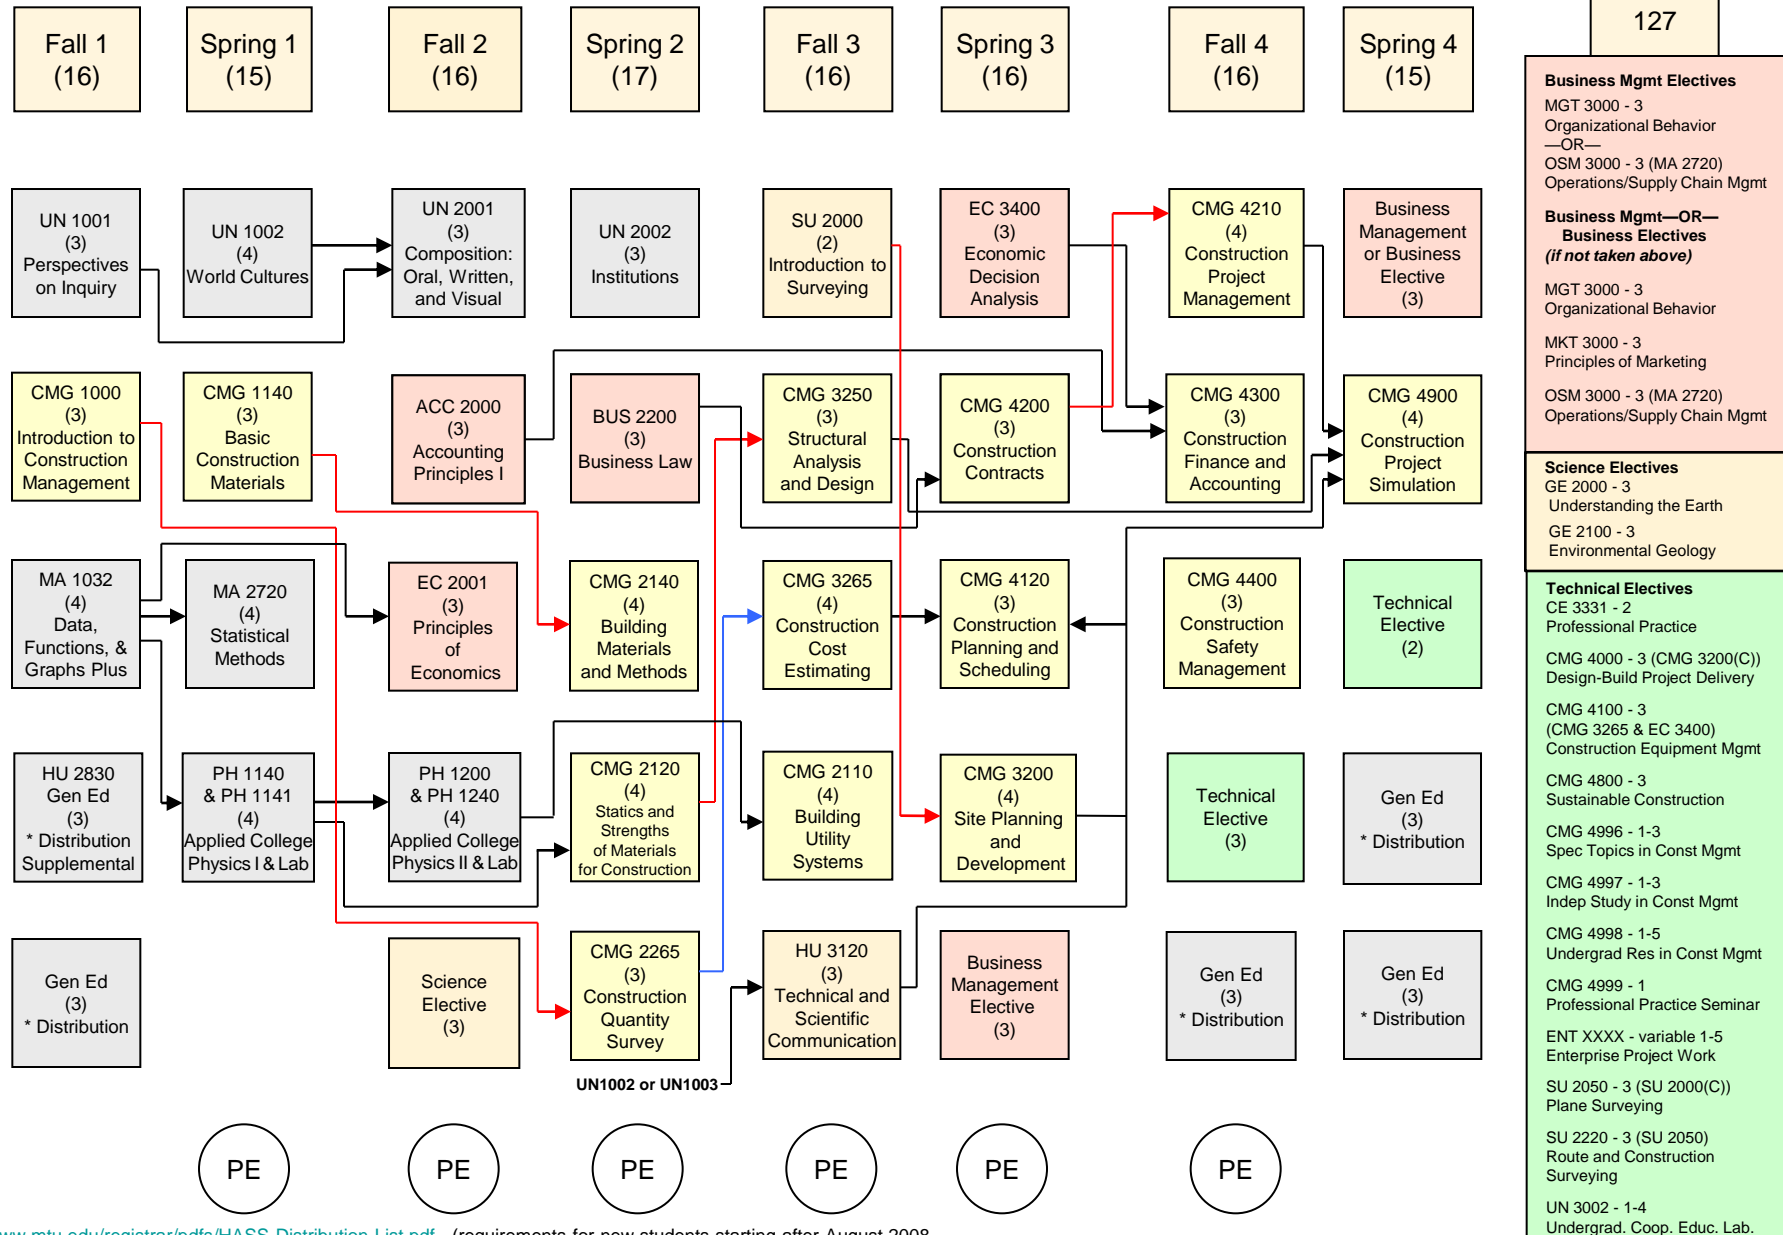 Fall 1
(16)
Spring 1
(15)
Fall 2
(16)
Spring 2
(17)
Fall 3
(16)
Spring 3
(16)
Fall 4
(16)
Spring 4
(15)
127
UN 1001
(3)
Perspectives
on Inquiry
UN 1002
(4)
World Cultures
UN 2001
(3)
Composition:
Oral, Written,
and Visual
UN 2002
(3)
Institutions
SU 2000
(2)
Introduction to
Surveying
EC 3400
(3)
Economic
Decision
Analysis
CMG 4210
(4)
Construction
Project
Management
Business
Management
or Business
Elective
(3)
CMG 1000
(3)
Introduction to
Construction
Management
CMG 1140
(3)
Basic
Construction
Materials
ACC 2000
(3)
Accounting
Principles I
BUS 2200
(3)
Business Law
CMG 3250
(3)
Structural
Analysis
and Design
CMG 4200
(3)
Construction
Contracts
CMG 4300
(3)
Construction
Finance and
Accounting
CMG 4900
(4)
Construction
Project
Simulation
MA 1032
(4)
Data,
Functions, &
Graphs Plus
MA 2720
(4)
Statistical
Methods
EC 2001
(3)
Principles
of
Economics
CMG 2140
(4)
Building
Materials
and Methods
CMG 3265
(4)
Construction
Cost
Estimating
CMG 4120
(3)
Construction
Planning and
Scheduling
CMG 4400
(3)
Construction
Safety
Management
Technical
Elective
(2)
HU 2830
Gen Ed
(3)
* Distribution
Supplemental
PH 1140
& PH 1141
(4)
Applied College
Physics I & Lab
PH 1200
& PH 1240
(4)
Applied College
Physics II & Lab
CMG 2120
(4)
Statics and
Strengths
of Materials
for Construction
CMG 2110
(4)
Building
Utility
Systems
CMG 3200
(4)
Site Planning
and
Development
Technical
Elective
(3)
Gen Ed
(3)
* Distribution
Gen Ed
(3)
* Distribution
Science
Elective
(3)
CMG 2265
(3)
Construction
Quantity
Survey
HU 3120
(3)
Technical and
Scientific
Communication
Business
Management
Elective
(3)
Gen Ed
(3)
* Distribution
Gen Ed
(3)
* Distribution
UN1002 or UN1003
PE
PE
PE
PE
PE
PE
Business Mgmt Electives
MGT 3000 - 3
Organizational Behavior
—OR—
OSM 3000 - 3 (MA 2720)
Operations/Supply Chain Mgmt
Business Mgmt—OR—
Business Electives
(if not taken above)
MGT 3000 - 3
Organizational Behavior
MKT 3000 - 3
Principles of Marketing
OSM 3000 - 3 (MA 2720)
Operations/Supply Chain Mgmt
Science Electives
GE 2000 - 3
Understanding the Earth
GE 2100 - 3
Environmental Geology
Technical Electives
CE 3331 - 2
Professional Practice
CMG 4000 - 3 (CMG 3200(C))
Design-Build Project Delivery
CMG 4100 - 3
(CMG 3265 & EC 3400)
Construction Equipment Mgmt
CMG 4800 - 3
Sustainable Construction
CMG 4996 - 1-3
Spec Topics in Const Mgmt
CMG 4997 - 1-3
Indep Study in Const Mgmt
CMG 4998 - 1-5
Undergrad Res in Const Mgmt
CMG 4999 - 1
Professional Practice Seminar
ENT XXXX - variable 1-5
Enterprise Project Work
SU 2050 - 3 (SU 2000(C))
Plane Surveying
SU 2220 - 3 (SU 2050)
Route and Construction
Surveying
UN 3002 - 1-4
Undergrad. Coop. Educ. Lab.
ww.mtu.edu/registrar/pdfs/HASS-Distribution-List.pdf (requirements for new students starting after August 2008